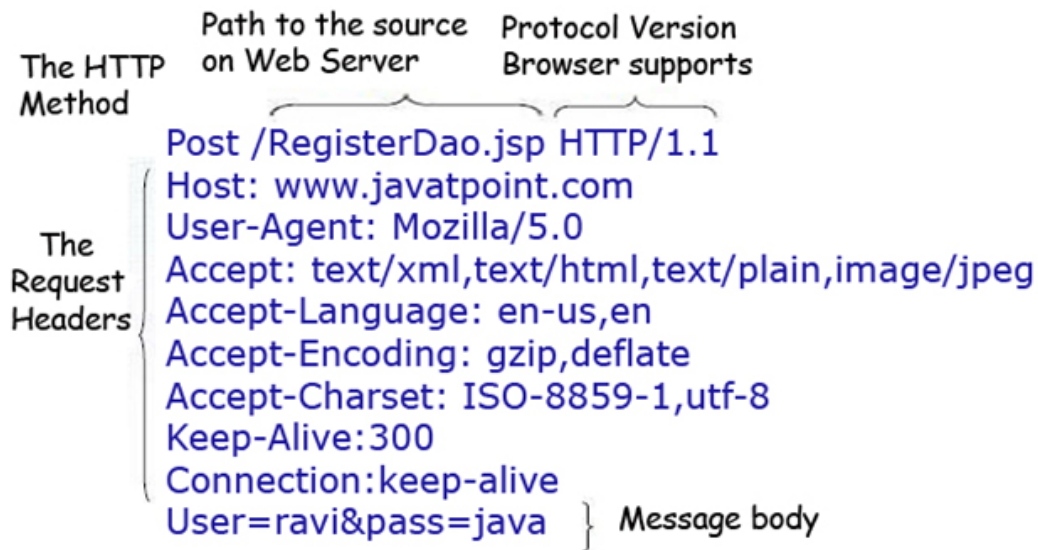 Path to the source
on Web Server
Protocol Version
Browser supports
The HTTP
Method
Post /RegisterDao.jsp HTTP/1.1
Host: www.javatpoint.com
User-Agent: Mozilla/5.0
Accept: text/xml,text/html,text/plain,image/jpeg
Accept-Language: en-us,en
Accept-Encoding: gzip,deflate
Accept-Charset: ISO-8859-1,utf-8
Keep-Alive:300
Connection:keep-alive
The
Request
Headers
User=ravi&pass=java
Message body